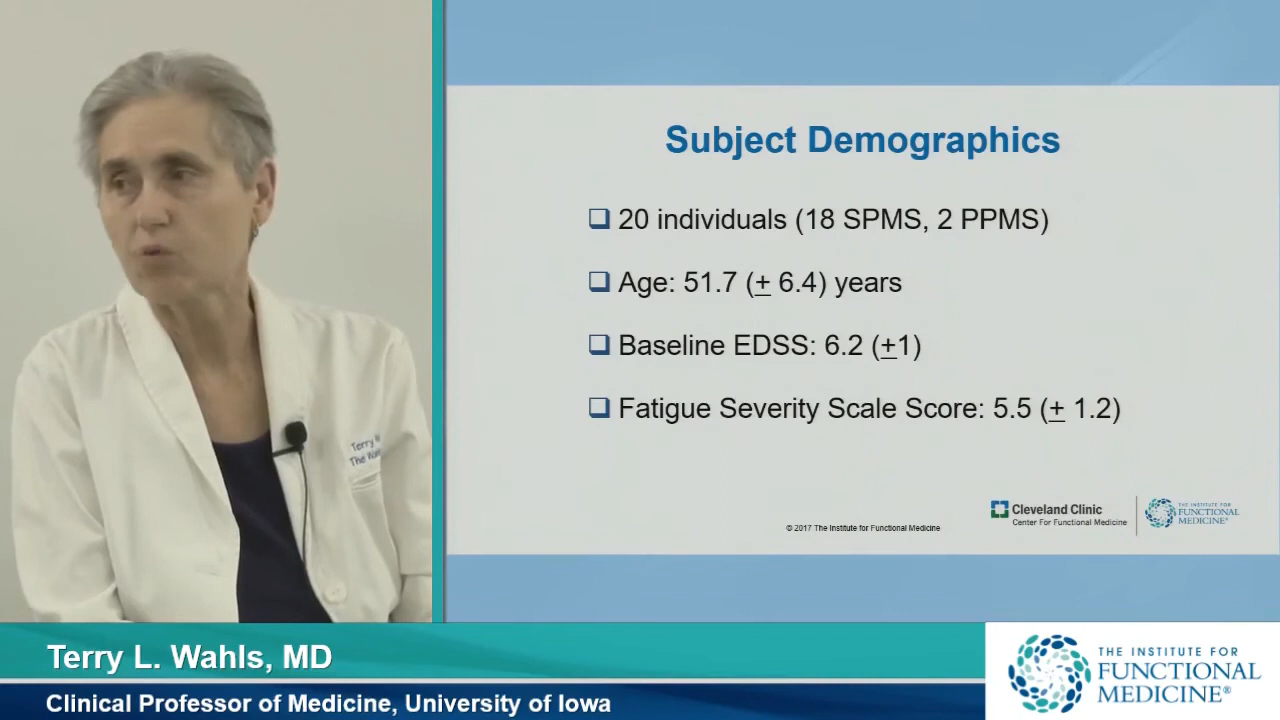 Subject Demographics
20 individuals (18 SPMS, 2 PPMS)
Age: 51.7 (+ 6.4) years
Baseline EDSS: 6.2 (+1)
Fatigue Severity Scale Score: 5.5 (+ 1.2)
Terry
The
© 2017 The Institute for Functional Medicine
Cleveland Clinic
Center For Functional Medicine
THE INSTITUTE FOR
FUNCTIONAL
MEDICINE®
Terry L. Wahls, MD
Clinical Professor of Medicine, University of Iowa
THE INSTITUTE FOR
FUNCTIONAL
MEDICINE®